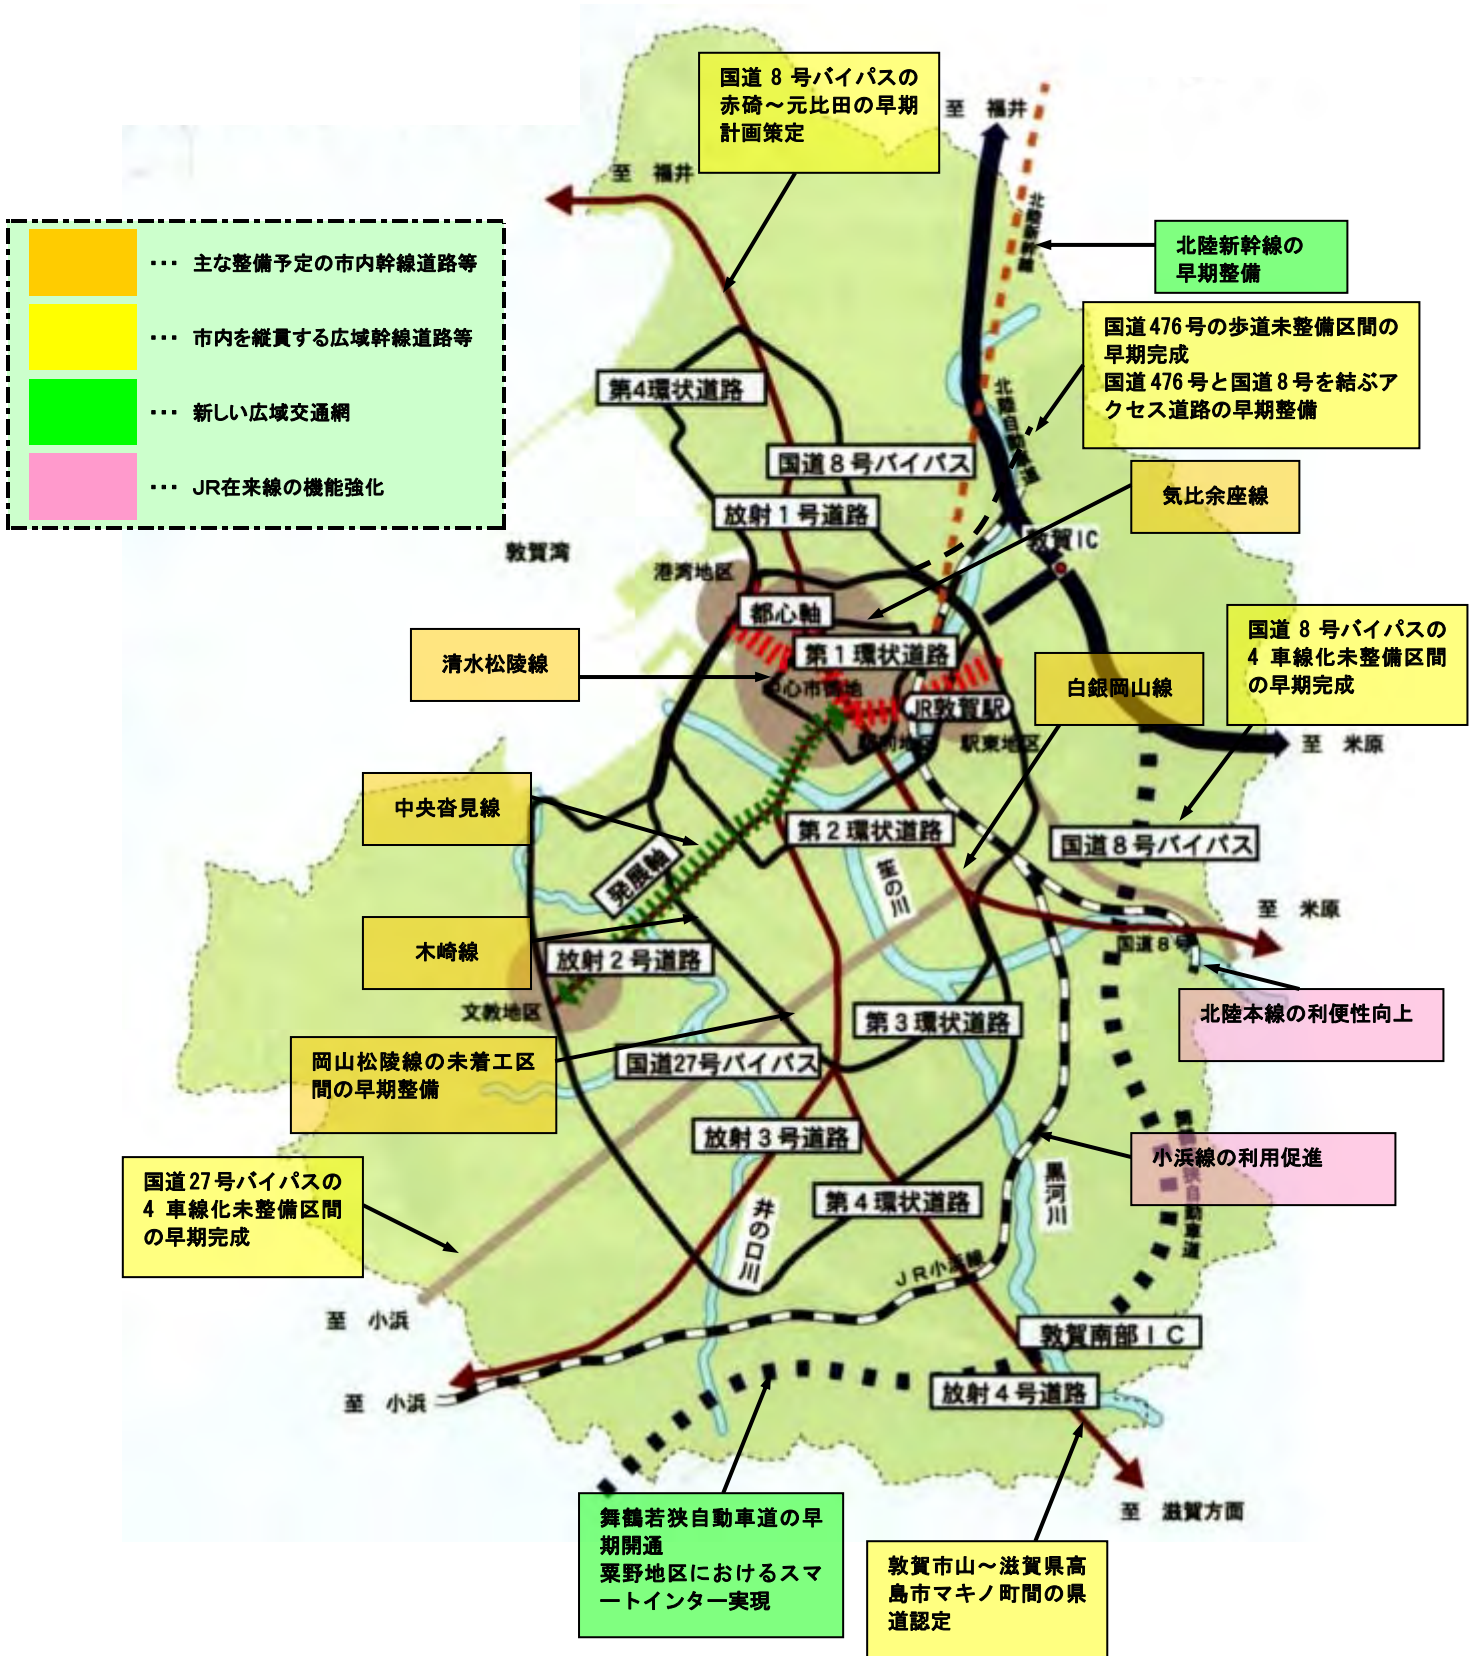 国道 8 号バイパスの
赤碕～元比田の早期
計画策定
至 福井
至 福井
北陸新幹線
北陸新幹線の
早期整備
… 主な整備予定の市内幹線道路等
… 市内を縦貫する広域幹線道路等
… 新しい広域交通網
… JR在来線の機能強化
国道476号の歩道未整備区間の
早期完成
国道476号と国道8号を結ぶア
クセス道路の早期整備
第4環状道路
北陸自動車道
国道8号バイパス
気比余座線
放射1号道路
敦賀湾
敦賀IC
港湾地区
都心軸
国道 8 号バイパスの
4 車線化未整備区間
の早期完成
清水松陵線
第1環状道路
中心市街地
白銀岡山線
JR敦賀駅
駅前地区
駅東地区
至 米原
中央沓見線
第2環状道路
国道8号バイパス
発展軸
笙の川
至 米原
木崎線
放射2号道路
国道8号
文教地区
第3環状道路
北陸本線の利便性向上
岡山松陵線の未着工区
間の早期整備
国道27号バイパス
放射3号道路
小浜線の利用促進
国道27号バイパスの
4 車線化未整備区間
の早期完成
第4環状道路
黒河川
井の口川
JR小浜線
至 小浜
敦賀南部IC
至 小浜
放射4号道路
至 滋賀方面
舞鶴若狭自動車道の早
期開通
粟野地区におけるスマ
ートインター実現
敦賀市山～滋賀県高
島市マキノ町間の県
道認定